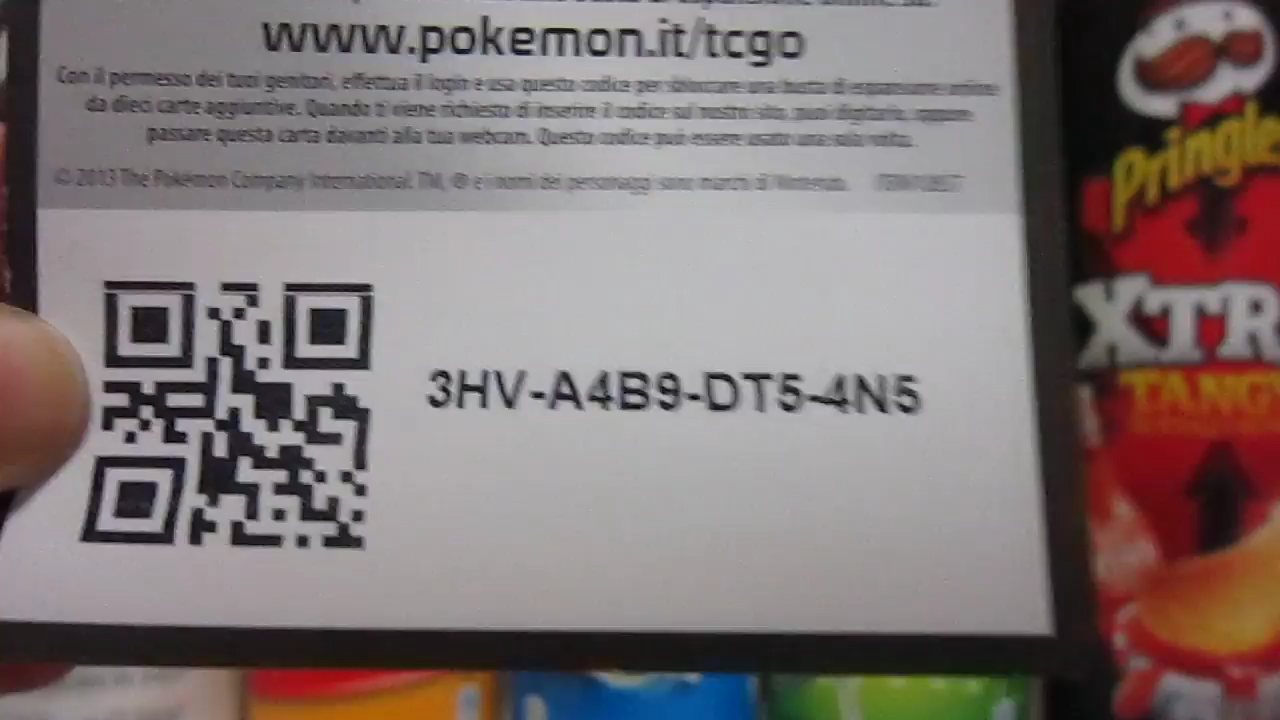 www.pokemon.it/tcgo
Con il permesso dei tuoi genitori, effettua il login e usa questo codice per sbloccare una busta di espansione online
da dieci carte aggiuntive. Quando ti viene richiesto di inserire il codice sul nostro sito, puoi digitarlo, oppure
passare questa carta davanti alla tua webcam. Questo codice può essere usato una sola volta.
© 2013 The Pokémon Company International. TM, ® e i nomi dei personaggi sono marchi di Nintendo.
3HV-A4B9-DT5-4N5
Pringle
XTR
TANG